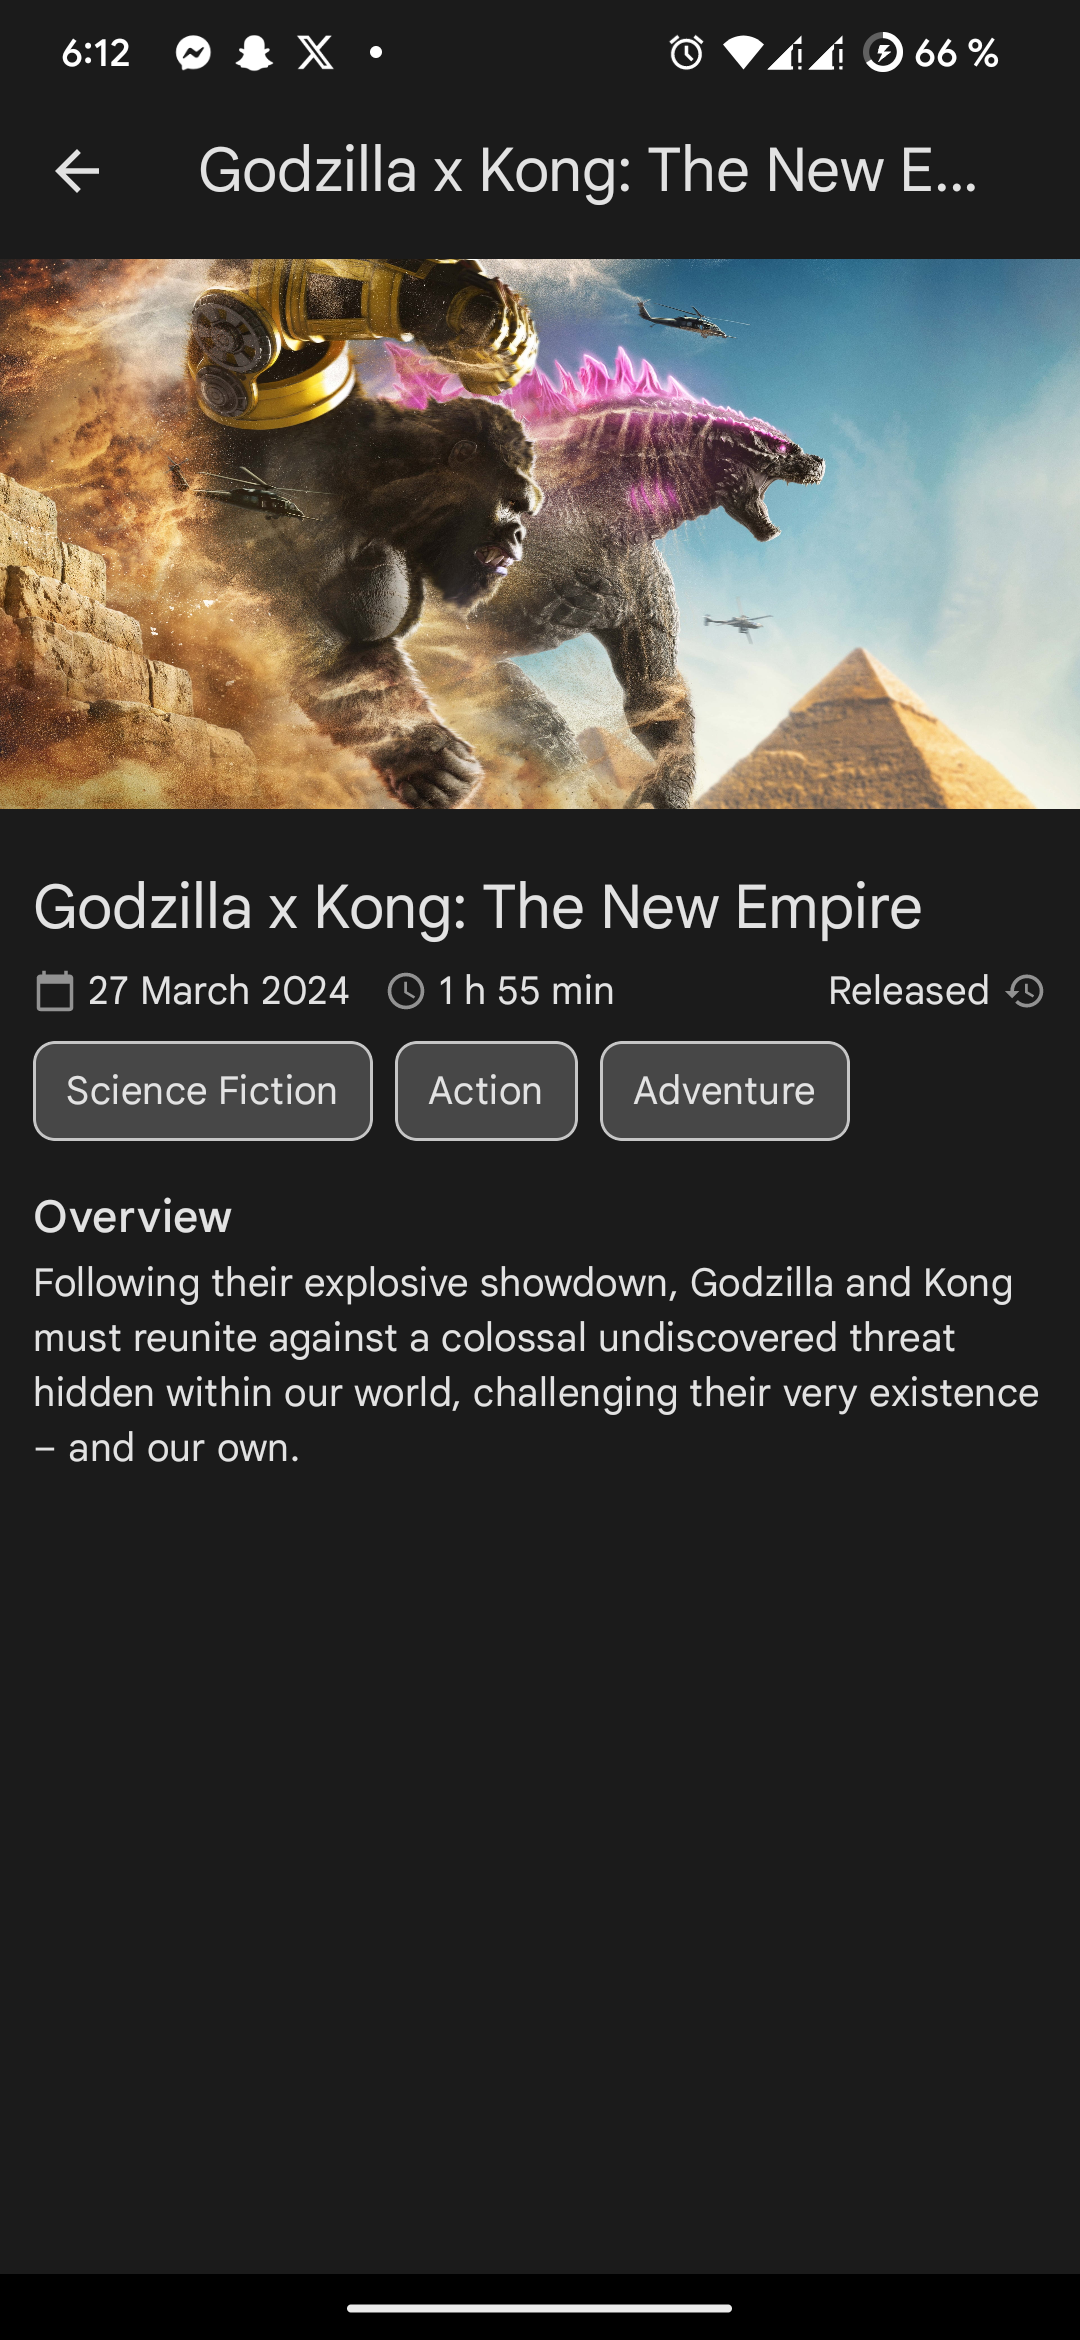 6:12 66 %
Godzilla x Kong: The New E...
Godzilla x Kong: The New Empire
27 March 2024 1 h 55 min Released
Science Fiction Action Adventure
Overview
Following their explosive showdown, Godzilla and Kong
must reunite against a colossal undiscovered threat
hidden within our world, challenging their very existence
– and our own.